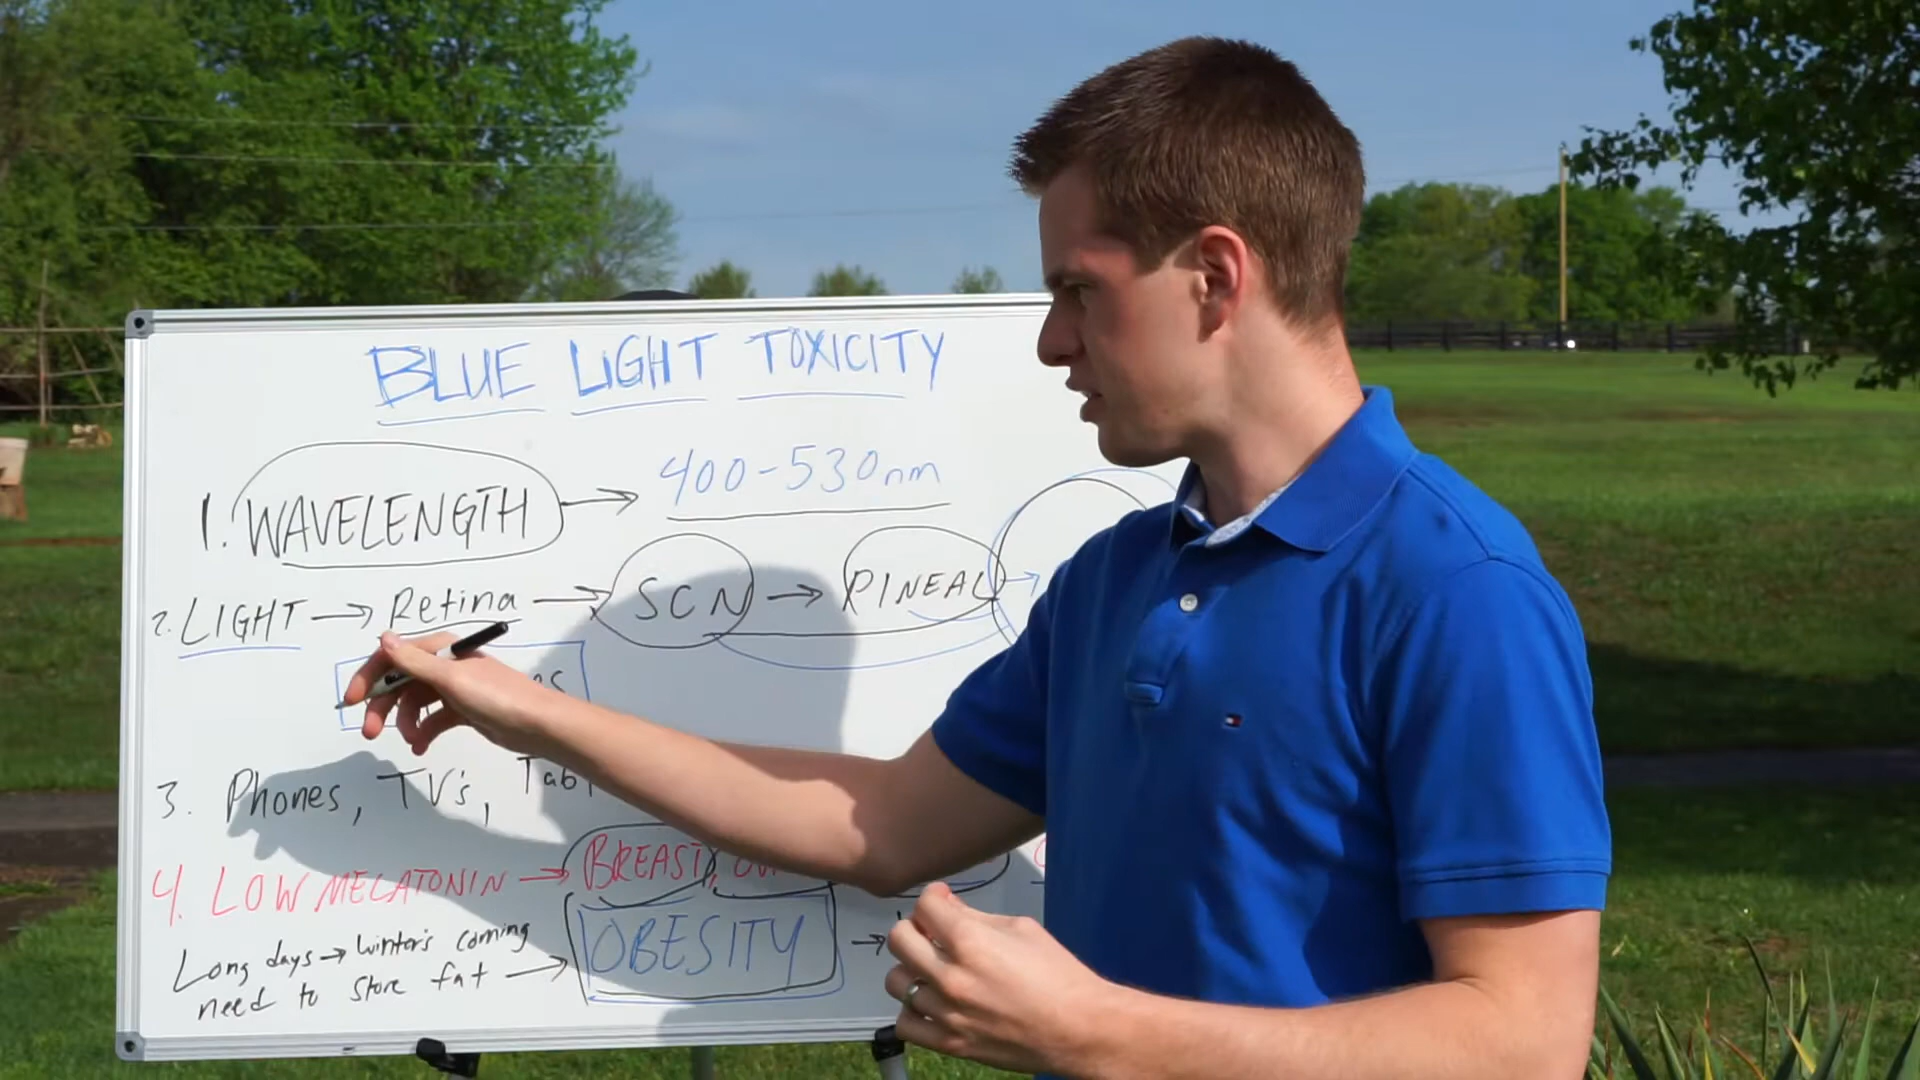 BLUE LIGHT TOXICITY
1. WAVELENGTH → 400-530nm
2. LIGHT → Retina → SCN → PINEAL →
3. Phones, TV's, Tab
4. LOW MELATONIN → BREAST,
Long days → Winter's coming
need to store fat → OBESITY →